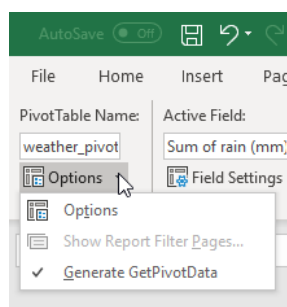 AutoSave Off
File Home Insert Pag
PivotTable Name: Active Field:
weather_pivot Sum of rain (mm)
Options Field Settings
Options
Show Report Filter Pages...
✓ Generate GetPivotData